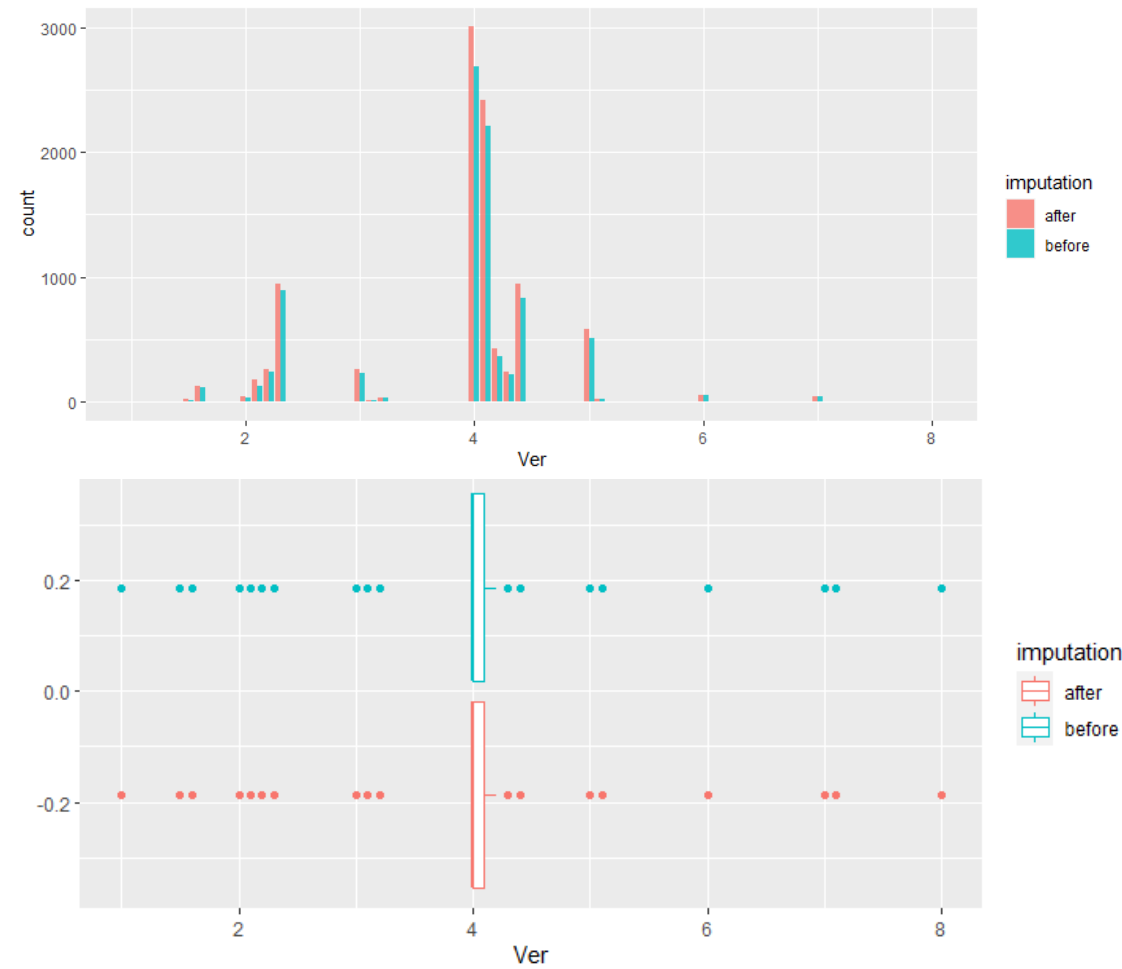 3000
2000
1000
0
count
2 4 6 8
Ver
imputation
after
before
0.2
0.0
-0.2
2 4 6 8
Ver
imputation
after
before